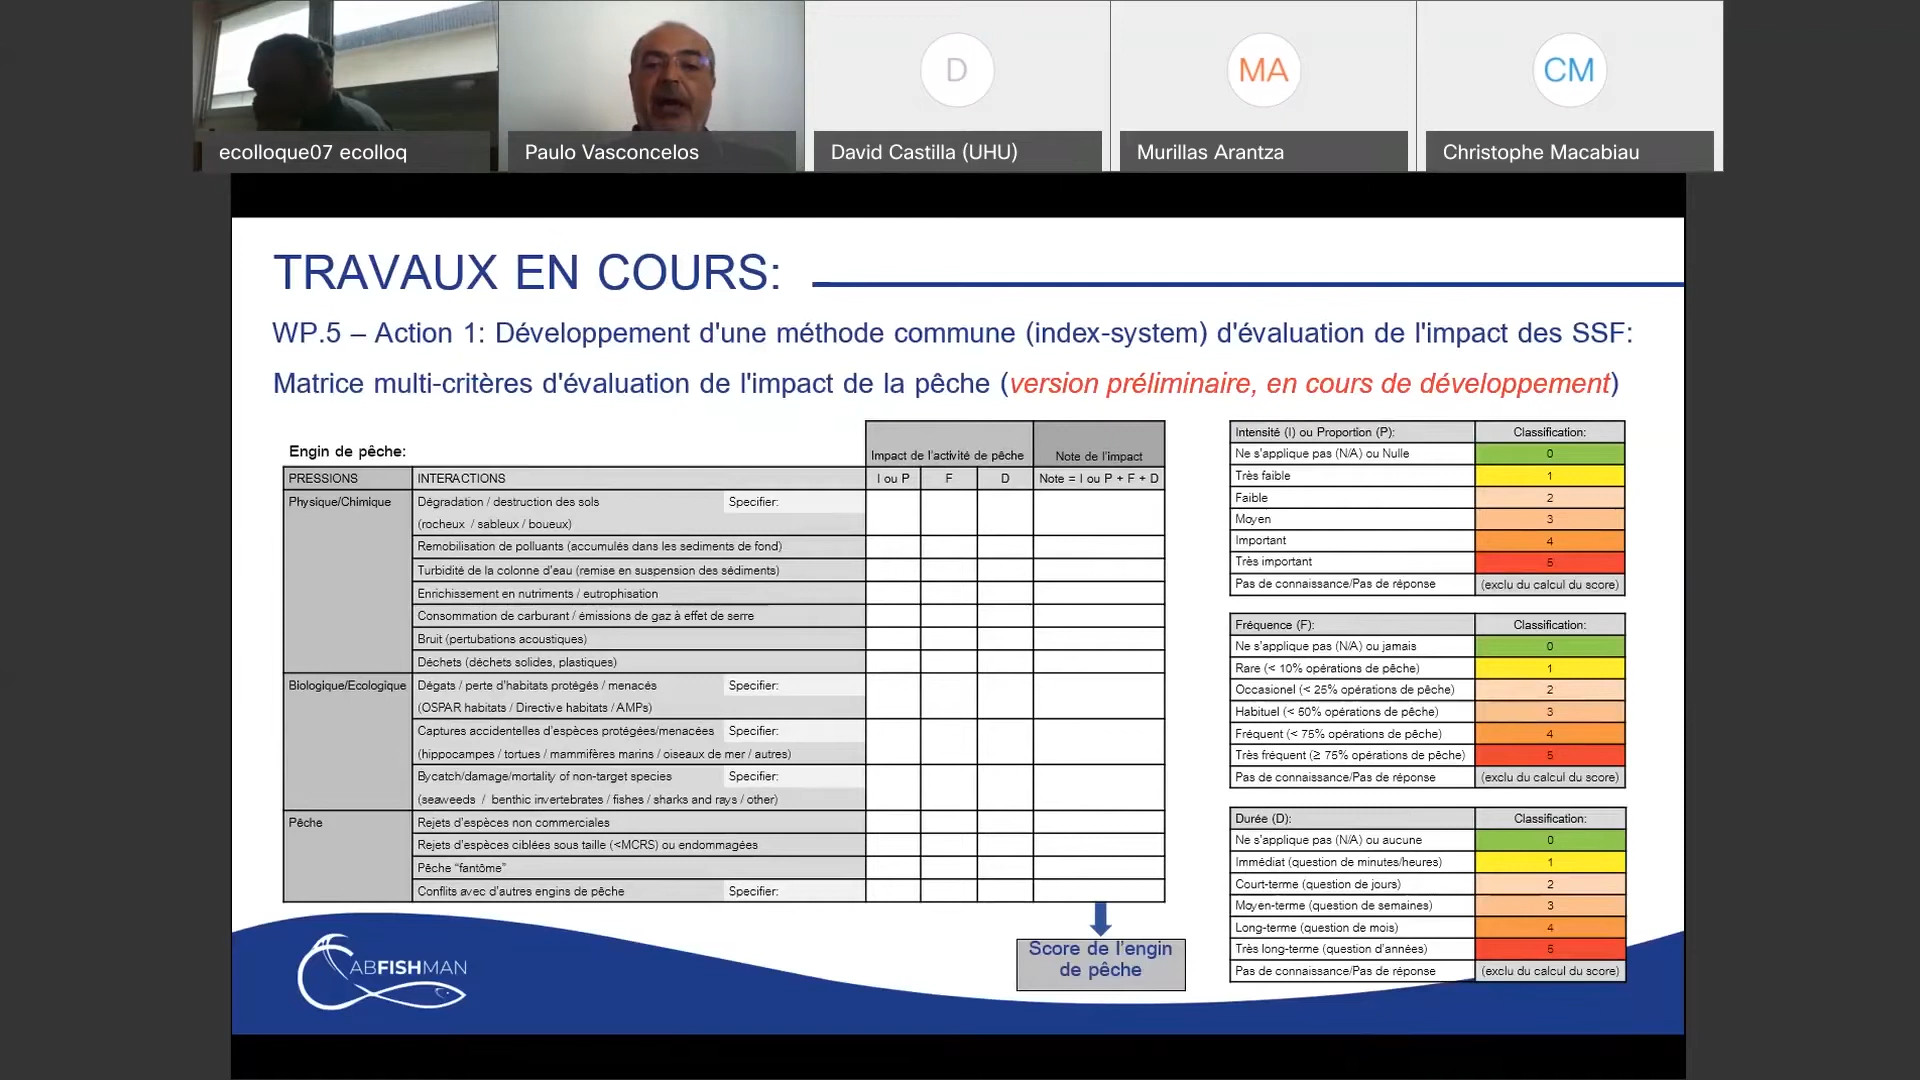 D
MA
CM
ecolloque07 ecolloq
Paulo Vasconcelos
David Castilla (UHU)
Murillas Arantza
Christophe Macabiau
TRAVAUX EN COURS:
WP.5 – Action 1: Développement d'une méthode commune (index-system) d'évaluation de l'impact des SSF:
Matrice multi-critères d'évaluation de l'impact de la pêche (version préliminaire, en cours de développement)
Engin de pêche:
Impact de l'activité de pêche Note de l'impact
PRESSIONS INTERACTIONS I ou P F D Note = I ou P + F + D
Physique/Chimique Dégradation / destruction des sols Specifier:
(rocheux / sableux / boueux)
Remobilisation de polluants (accumulés dans les sediments de fond)
Turbidité de la colonne d'eau (remise en suspension des sédiments)
Enrichissement en nutriments / eutrophisation
Consommation de carburant / émissions de gaz à effet de serre
Bruit (pertubations acoustiques)
Déchets (déchets solides, plastiques)
Biologique/Ecologique Dégats / perte d'habitats protégés / menacés Specifier:
(OSPAR habitats / Directive habitats / AMPs)
Captures accidentelles d'espèces protégées/menacées Specifier:
(hippocampes / tortues / mammifères marins / oiseaux de mer / autres)
Bycatch/damage/mortality of non-target species Specifier:
(seaweeds / benthic invertebrates / fishes / sharks and rays / other)
Pêche Rejets d'espèces non commerciales
Rejets d'espèces ciblées sous taille (<MCRS) ou endommagées
Pêche "fantôme"
Conflits avec d'autres engins de pêche Specifier:
Score de l'engin
de pêche
Intensité (I) ou Proportion (P): Classification:
Ne s'applique pas (N/A) ou Nulle 0
Très faible 1
Faible 2
Moyen 3
Important 4
Très important 5
Pas de connaissance/Pas de réponse (exclu du calcul du score)
Fréquence (F): Classification:
Ne s'applique pas (N/A) ou jamais 0
Rare (< 10% opérations de pêche) 1
Occasionel (< 25% opérations de pêche) 2
Habituel (< 50% opérations de pêche) 3
Fréquent (< 75% opérations de pêche) 4
Très fréquent (≥ 75% opérations de pêche) 5
Pas de connaissance/Pas de réponse (exclu du calcul du score)
Durée (D): Classification:
Ne s'applique pas (N/A) ou aucune 0
Immédiat (question de minutes/heures) 1
Court-terme (question de jours) 2
Moyen-terme (question de semaines) 3
Long-terme (question de mois) 4
Très long-terme (question d'années) 5
Pas de connaissance/Pas de réponse (exclu du calcul du score)
CABFISHMAN